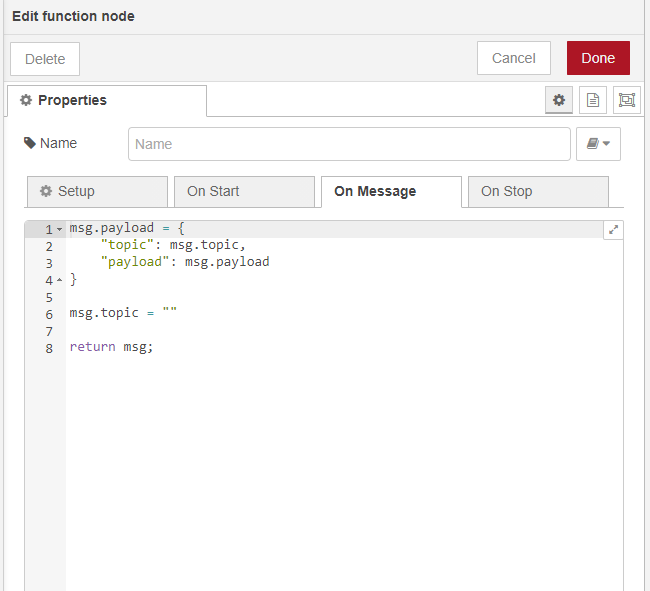 Edit function node
Delete
Cancel
Done
Properties
Name
Name
Setup
On Start
On Message
On Stop
1 msg.payload = {
2     "topic": msg.topic,
3     "payload": msg.payload
4 }
5
6 msg.topic = ""
7
8 return msg;